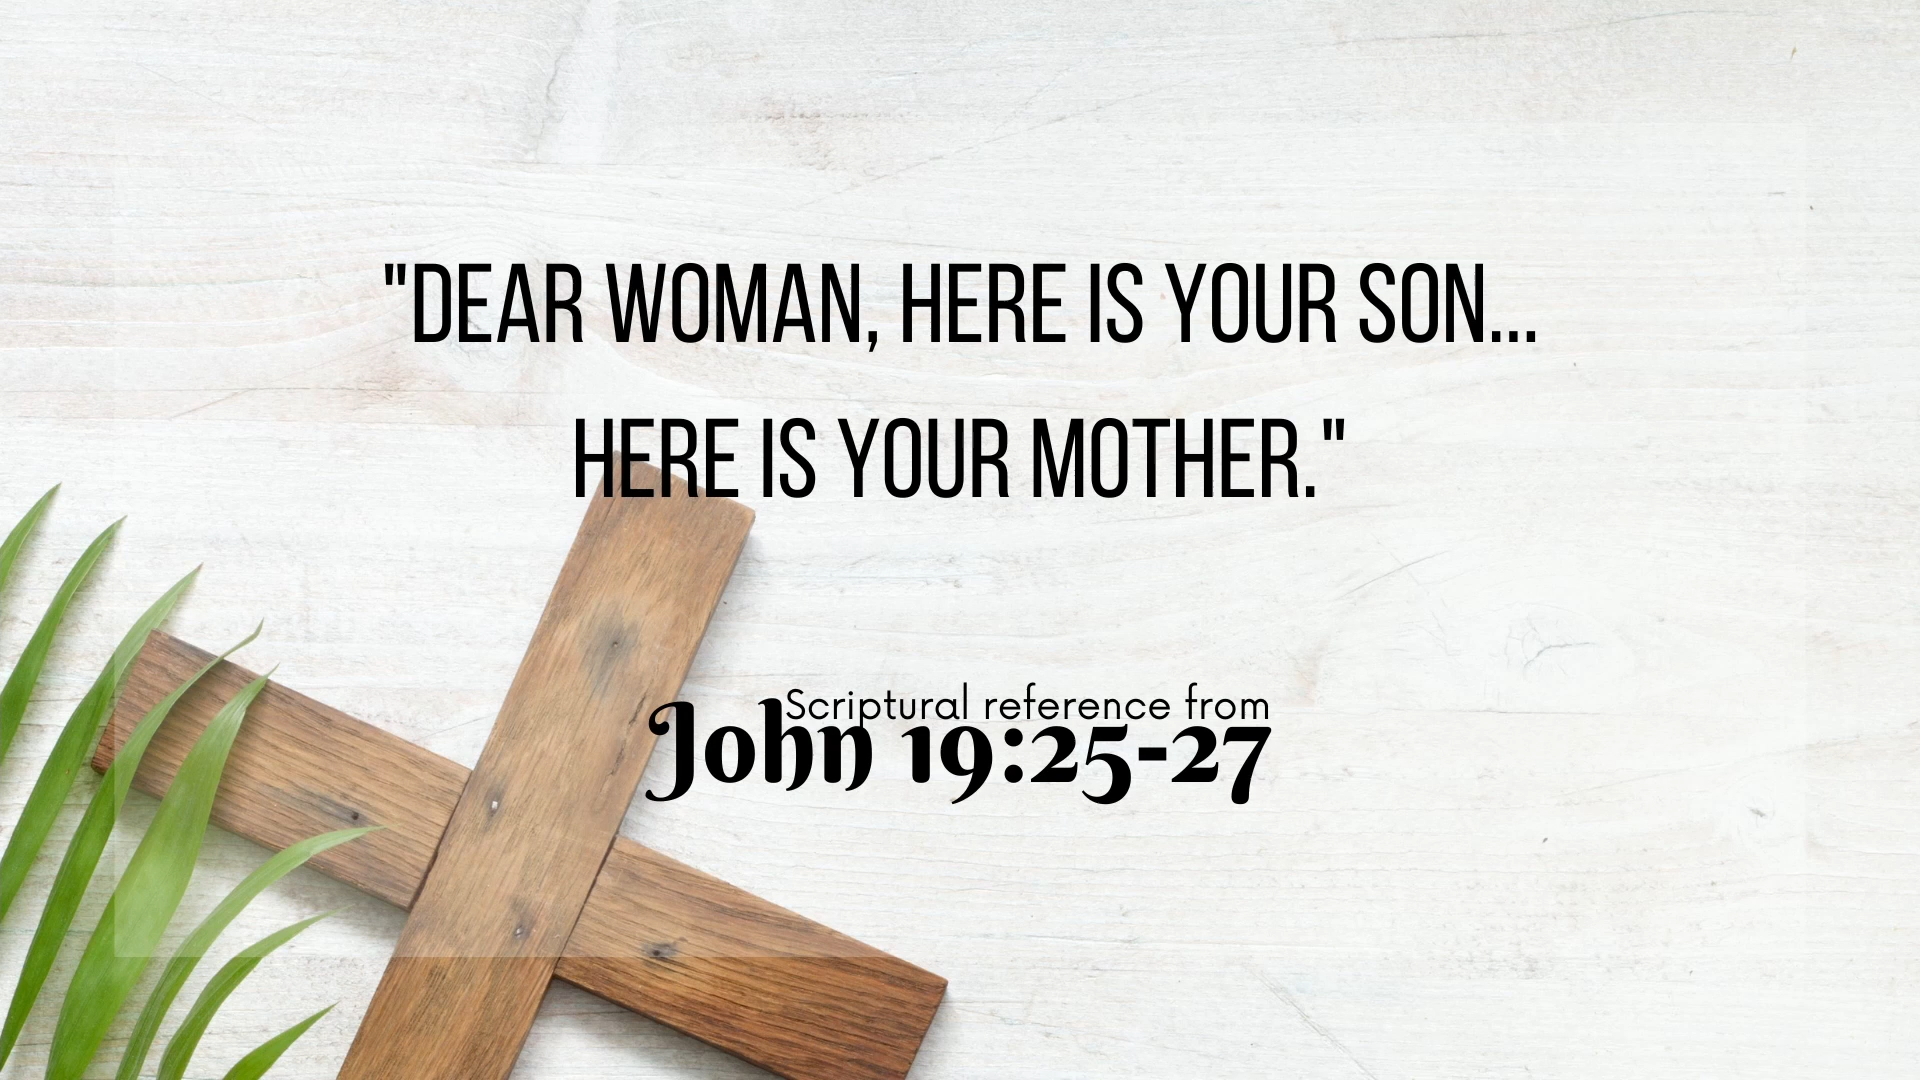 "DEAR WOMAN, HERE IS YOUR SON...
HERE IS YOUR MOTHER."
Scriptural reference from
John 19:25-27